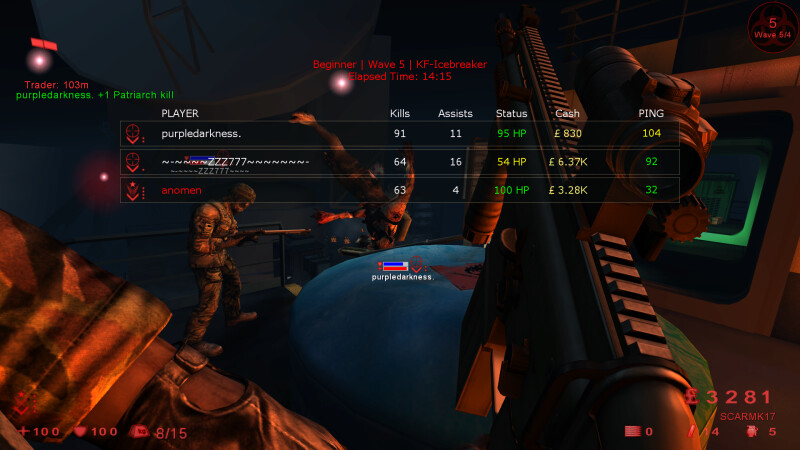 5
Wave 5/4
Beginner | Wave 5 | KF-Icebreaker
Elapsed Time: 14:15
Trader: 103m
purpledarkness. +1 Patriarch kill
PLAYER Kills Assists Status Cash PING
purpledarkness. 91 11 95 HP £ 830 104
~-~~~~ZZZ777~~~~~~~- 64 16 54 HP £ 6.37K 92
~-~~~~ZZZ777~~~~
anomen 63 4 100 HP £ 3.28K 32
purpledarkness.
£ 3281
SCARMK17
100 100 8/15 0 14 5